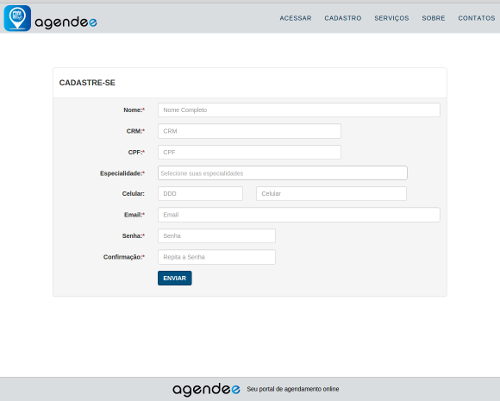 agendee
ACESSAR CADASTRO SERVIÇOS SOBRE CONTATOS
CADASTRE-SE
Nome:* Nome Completo
CRM:* CRM
CPF:* CPF
Especialidade:* Selecione suas especialidades
Celular: DDD Celular
Email:* Email
Senha:* Senha
Confirmação:* Repita a Senha
ENVIAR
agendee Seu portal de agendamento online